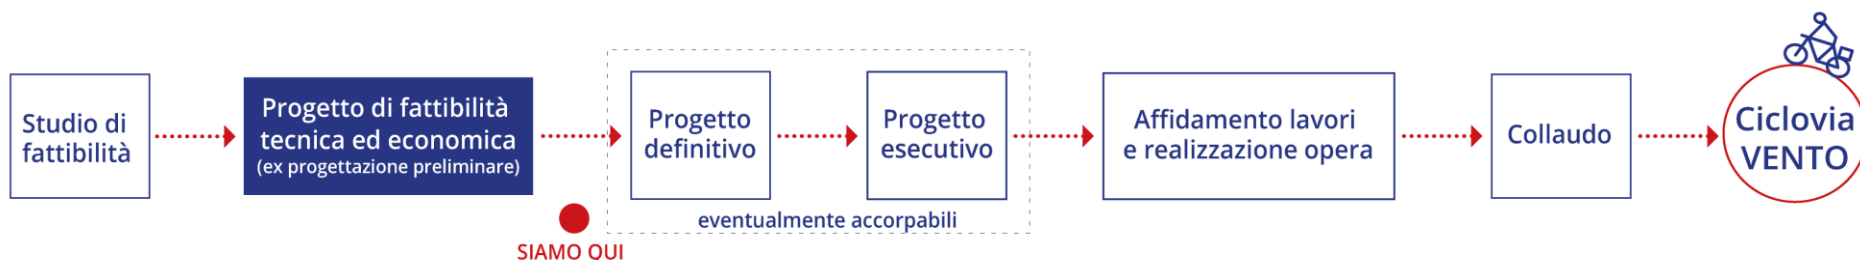 Studio di
fattibilità
Progetto di fattibilità
tecnica ed economica
(ex progettazione preliminare)
Progetto
definitivo
Progetto
esecutivo
eventualmente accorpabili
SIAMO QUI
Affidamento lavori
e realizzazione opera
Collaudo
Ciclovia
VENTO